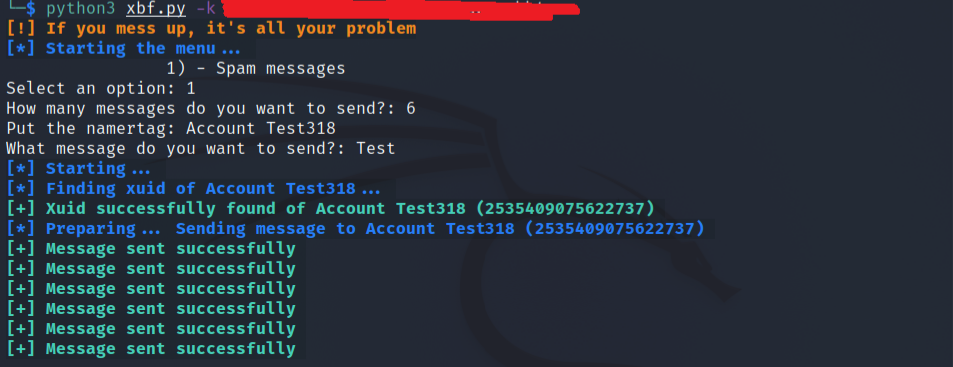 └─$ python3 xbf.py -k
[!] If you mess up, it's all your problem
[*] Starting the menu...
1) - Spam messages
Select an option: 1
How many messages do you want to send?: 6
Put the namertag: Account Test318
What message do you want to send?: Test
[*] Starting...
[*] Finding xuid of Account Test318...
[+] Xuid successfully found of Account Test318 (2535409075622737)
[*] Preparing... Sending message to Account Test318 (2535409075622737)
[+] Message sent successfully
[+] Message sent successfully
[+] Message sent successfully
[+] Message sent successfully
[+] Message sent successfully
[+] Message sent successfully